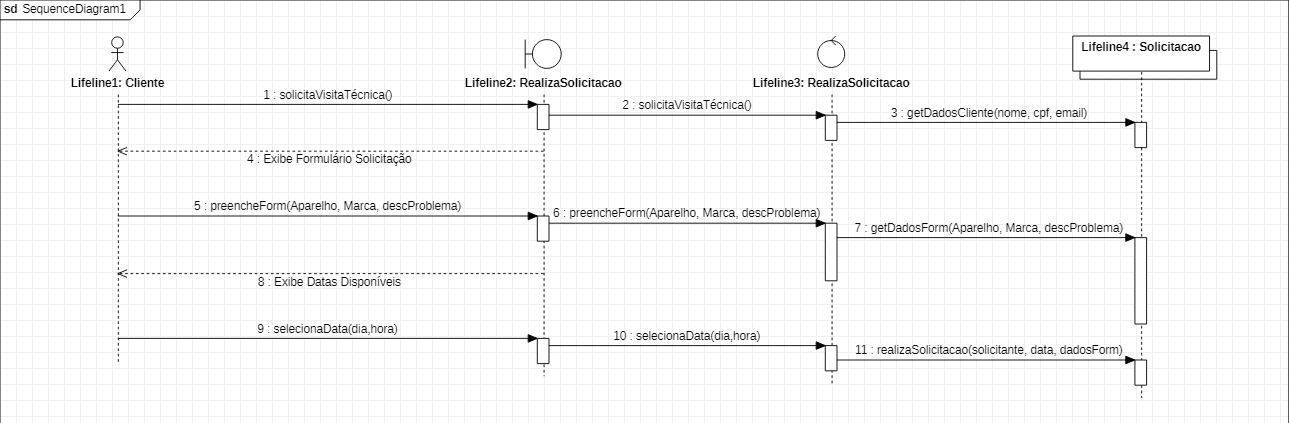 sd SequenceDiagram1
Lifeline4 : Solicitacao
Lifeline1: Cliente
Lifeline2: RealizaSolicitacao
Lifeline3: RealizaSolicitacao
1 : solicitaVisitaTécnica()
2 : solicitaVisitaTécnica()
3 : getDadosCliente(nome, cpf, email)
4 : Exibe Formulário Solicitação
5 : preencheForm(Aparelho, Marca, descProblema)
6 : preencheForm(Aparelho, Marca, descProblema)
7 : getDadosForm(Aparelho, Marca, descProblema)
8 : Exibe Datas Disponíveis
9 : selecionaData(dia,hora)
10 : selecionaData(dia,hora)
11 : realizaSolicitacao(solicitante, data, dadosForm)